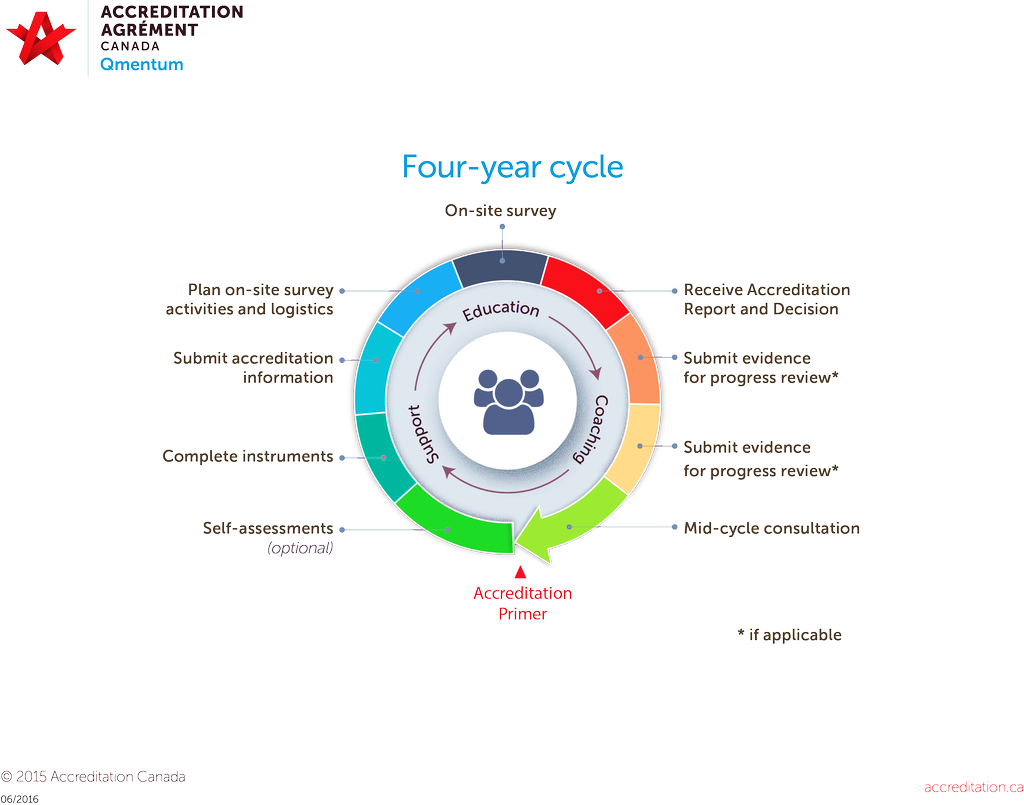 ACCREDITATION
AGRÉMENT
CANADA
Qmentum
Four-year cycle
On-site survey
Plan on-site survey
activities and logistics
Receive Accreditation
Report and Decision
Education
Submit accreditation
information
Submit evidence
for progress review*
Support
Coaching
Complete instruments
Submit evidence
for progress review*
Self-assessments
(optional)
Mid-cycle consultation
Accreditation
Primer
* if applicable
© 2015 Accreditation Canada
06/2016
accreditation.ca